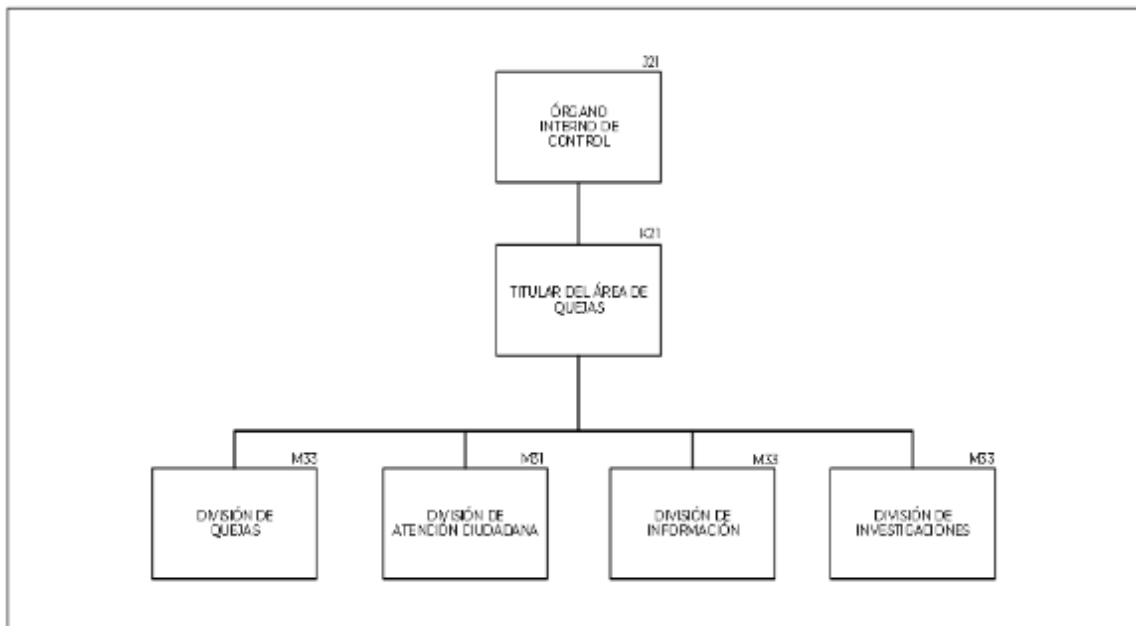 J21
ÓRGANO
INTERNO DE
CONTROL
K21
TITULAR DEL ÁREA DE
QUEJAS
M33
M31
M33
M33
DIVISIÓN DE
QUEJAS
DIVISIÓN DE
ATENCIÓN CIUDADANA
DIVISIÓN DE
INFORMACIÓN
DIVISIÓN DE
INVESTIGACIONES